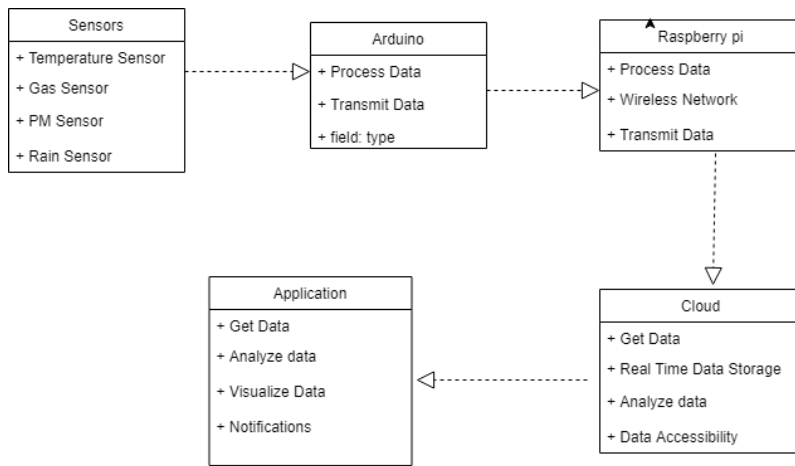 Sensors
+ Temperature Sensor
+ Gas Sensor
+ PM Sensor
+ Rain Sensor
Arduino
+ Process Data
+ Transmit Data
+ field: type
Raspberry pi
+ Process Data
+ Wireless Network
+ Transmit Data
Application
+ Get Data
+ Analyze data
+ Visualize Data
+ Notifications
Cloud
+ Get Data
+ Real Time Data Storage
+ Analyze data
+ Data Accessibility